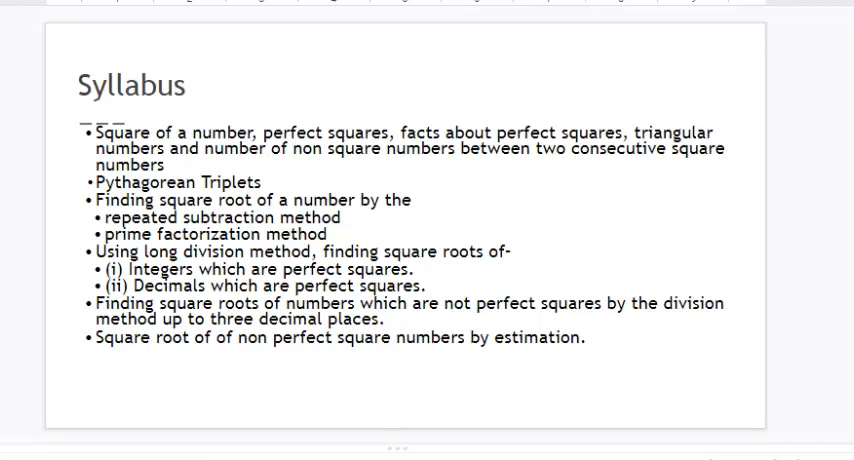 Syllabus
• Square of a number, perfect squares, facts about perfect squares, triangular
numbers and number of non square numbers between two consecutive square
numbers
• Pythagorean Triplets
• Finding square root of a number by the
• repeated subtraction method
• prime factorization method
• Using long division method, finding square roots of-
• (i) Integers which are perfect squares.
• (ii) Decimals which are perfect squares.
• Finding square roots of numbers which are not perfect squares by the division
method up to three decimal places.
• Square root of of non perfect square numbers by estimation.